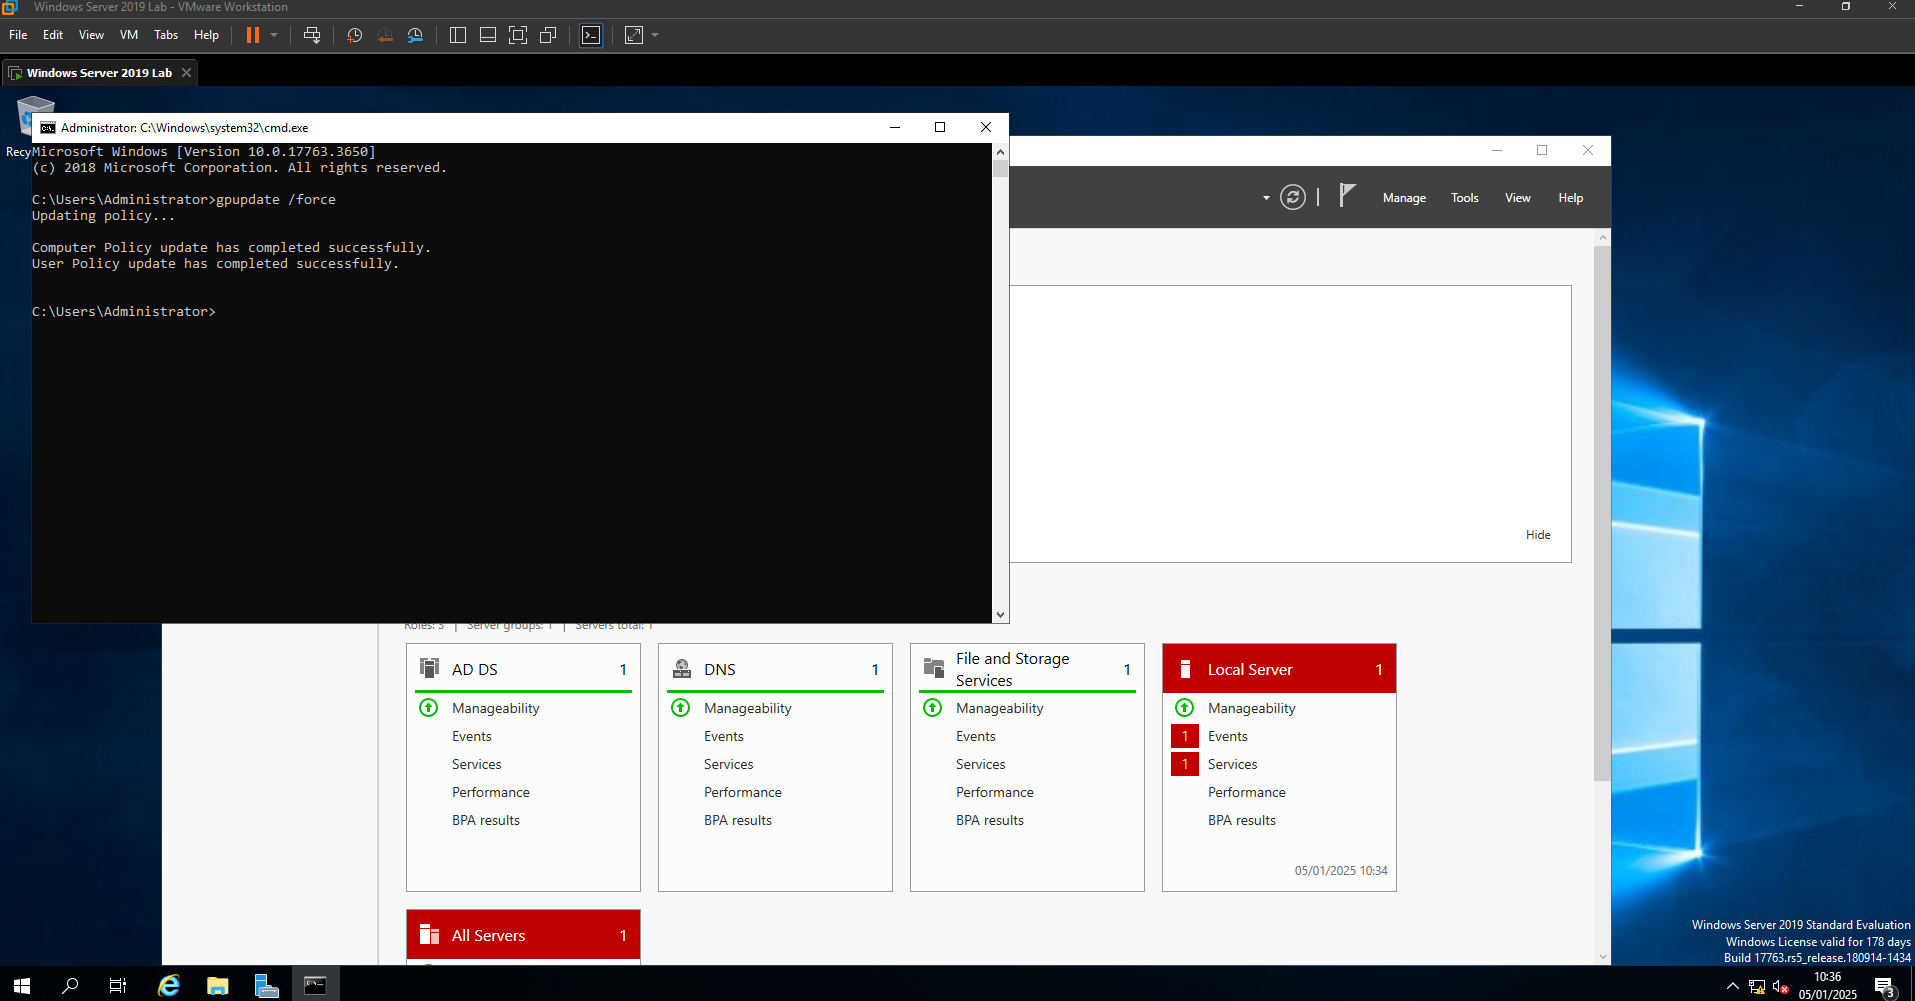 Windows Server 2019 Lab - VMware Workstation
File Edit View VM Tabs Help
Windows Server 2019 Lab
Recy
Administrator: C:\Windows\system32\cmd.exe
Microsoft Windows [Version 10.0.17763.3650]
(c) 2018 Microsoft Corporation. All rights reserved.
C:\Users\Administrator>gpupdate /force
Updating policy...
Computer Policy update has completed successfully.
User Policy update has completed successfully.
C:\Users\Administrator>
Manage Tools View Help
Hide
Roles: 3 | Server groups: 1 | Servers total: 1
AD DS 1
Manageability
Events
Services
Performance
BPA results
DNS 1
Manageability
Events
Services
Performance
BPA results
File and Storage
Services
1
Manageability
Events
Services
Performance
BPA results
Local Server 1
Manageability
1 Events
1 Services
Performance
BPA results
05/01/2025 10:34
All Servers 1
Windows Server 2019 Standard Evaluation
Windows License valid for 178 days
Build 17763.rs5_release.180914-1434
10:36
05/01/2025
3